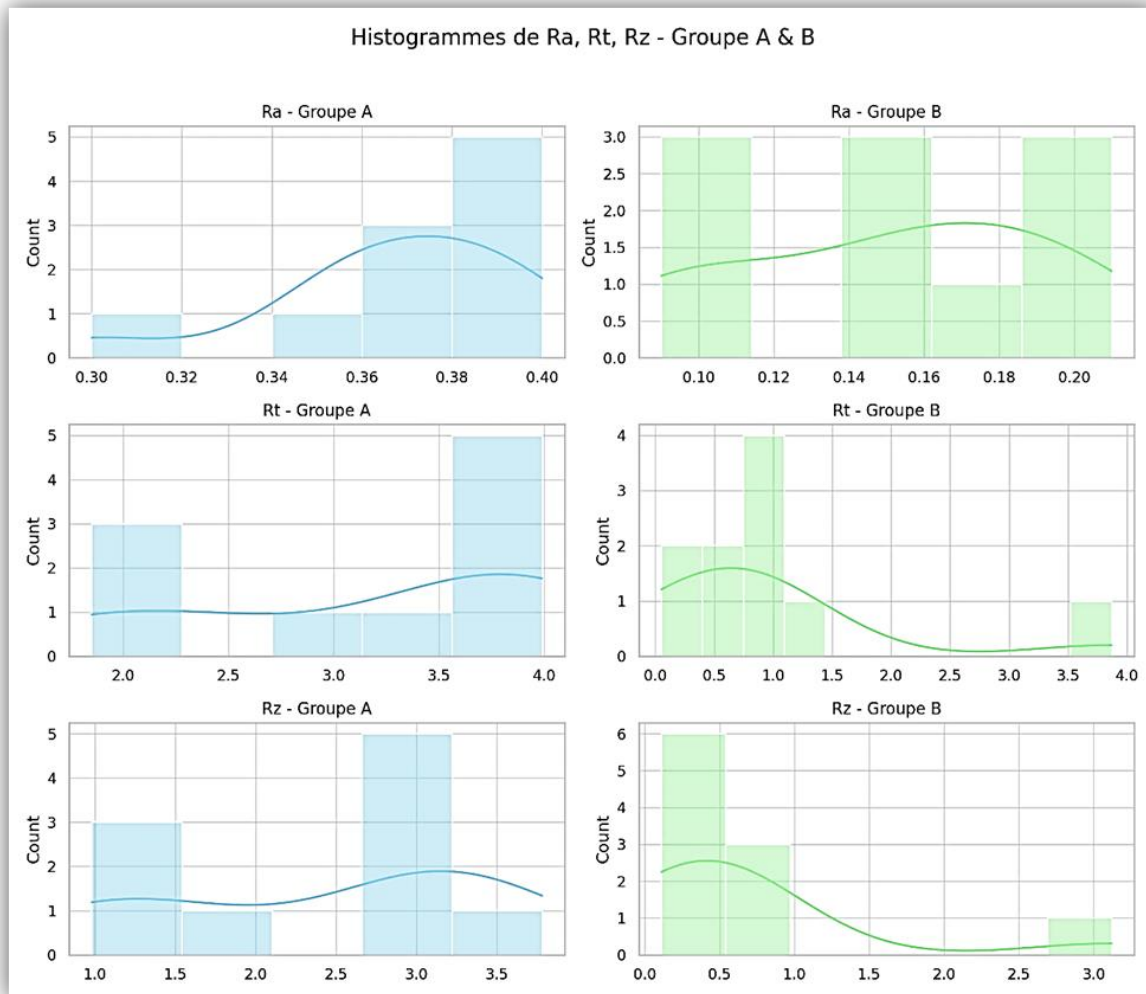 Histogrammes de Ra, Rt, Rz - Groupe A & B
Ra - Groupe A
Count
5
4
3
2
1
0
0.30 0.32 0.34 0.36 0.38 0.40
Ra - Groupe B
Count
3.0
2.5
2.0
1.5
1.0
0.5
0.0
0.10 0.12 0.14 0.16 0.18 0.20
Rt - Groupe A
Count
5
4
3
2
1
0
2.0 2.5 3.0 3.5 4.0
Rt - Groupe B
Count
4
3
2
1
0
0.0 0.5 1.0 1.5 2.0 2.5 3.0 3.5 4.0
Rz - Groupe A
Count
5
4
3
2
1
0
1.0 1.5 2.0 2.5 3.0 3.5
Rz - Groupe B
Count
6
5
4
3
2
1
0
0.0 0.5 1.0 1.5 2.0 2.5 3.0